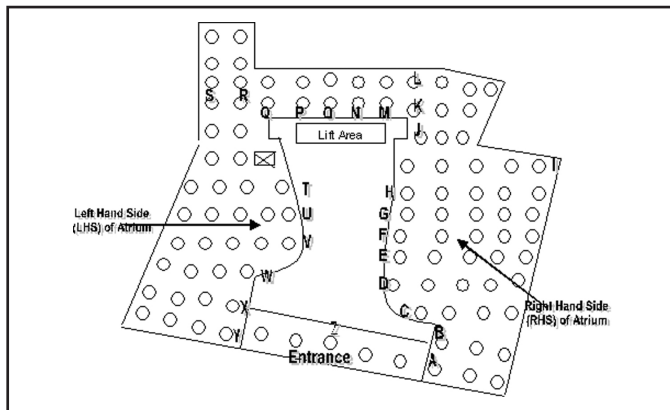 L
S R
Q P O N M K
Lift Area J
I
T H
Left Hand Side
(LHS) of Atrium
U G
V F
E
W D
X C
Right Hand Side
(RHS) of Atrium
Z B
Y
Entrance A